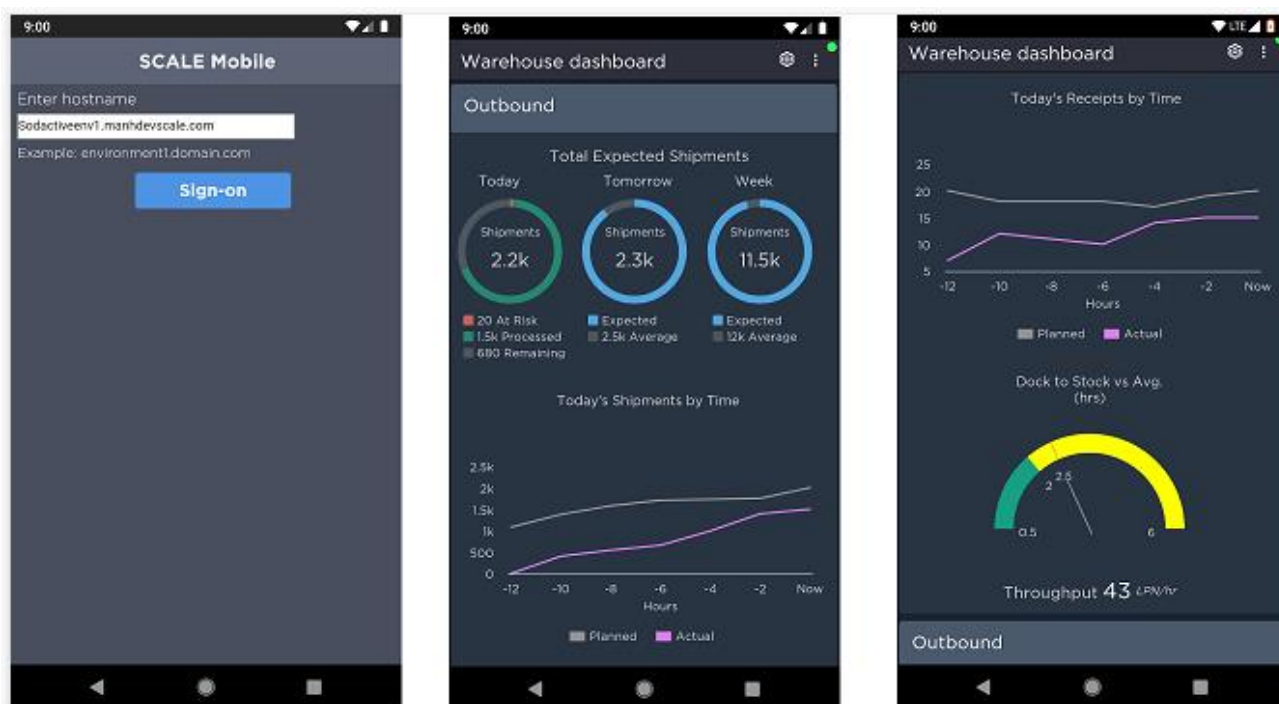 9:00
SCALE Mobile
Enter hostname
Sodactiveenv1.manhdevscale.com
Example: environment1.domain.com
Sign-on
9:00
Warehouse dashboard
Outbound
Total Expected Shipments
Today Tomorrow Week
Shipments Shipments Shipments
2.2k 2.3k 11.5k
20 At Risk Expected Expected
1.5k Processed 2.5k Average 12k Average
680 Remaining
Today's Shipments by Time
2.5k
2k
1.5k
1k
500
0
-12 -10 -8 -6 -4 -2 Now
Hours
Planned Actual
9:00 LTE
Warehouse dashboard
Today's Receipts by Time
25
20
15
10
5
-12 -10 -8 -6 -4 -2 Now
Hours
Planned Actual
Dock to Stock vs Avg.
(hrs)
2.5
2
0.5 6
Throughput 43 LPN/hr
Outbound